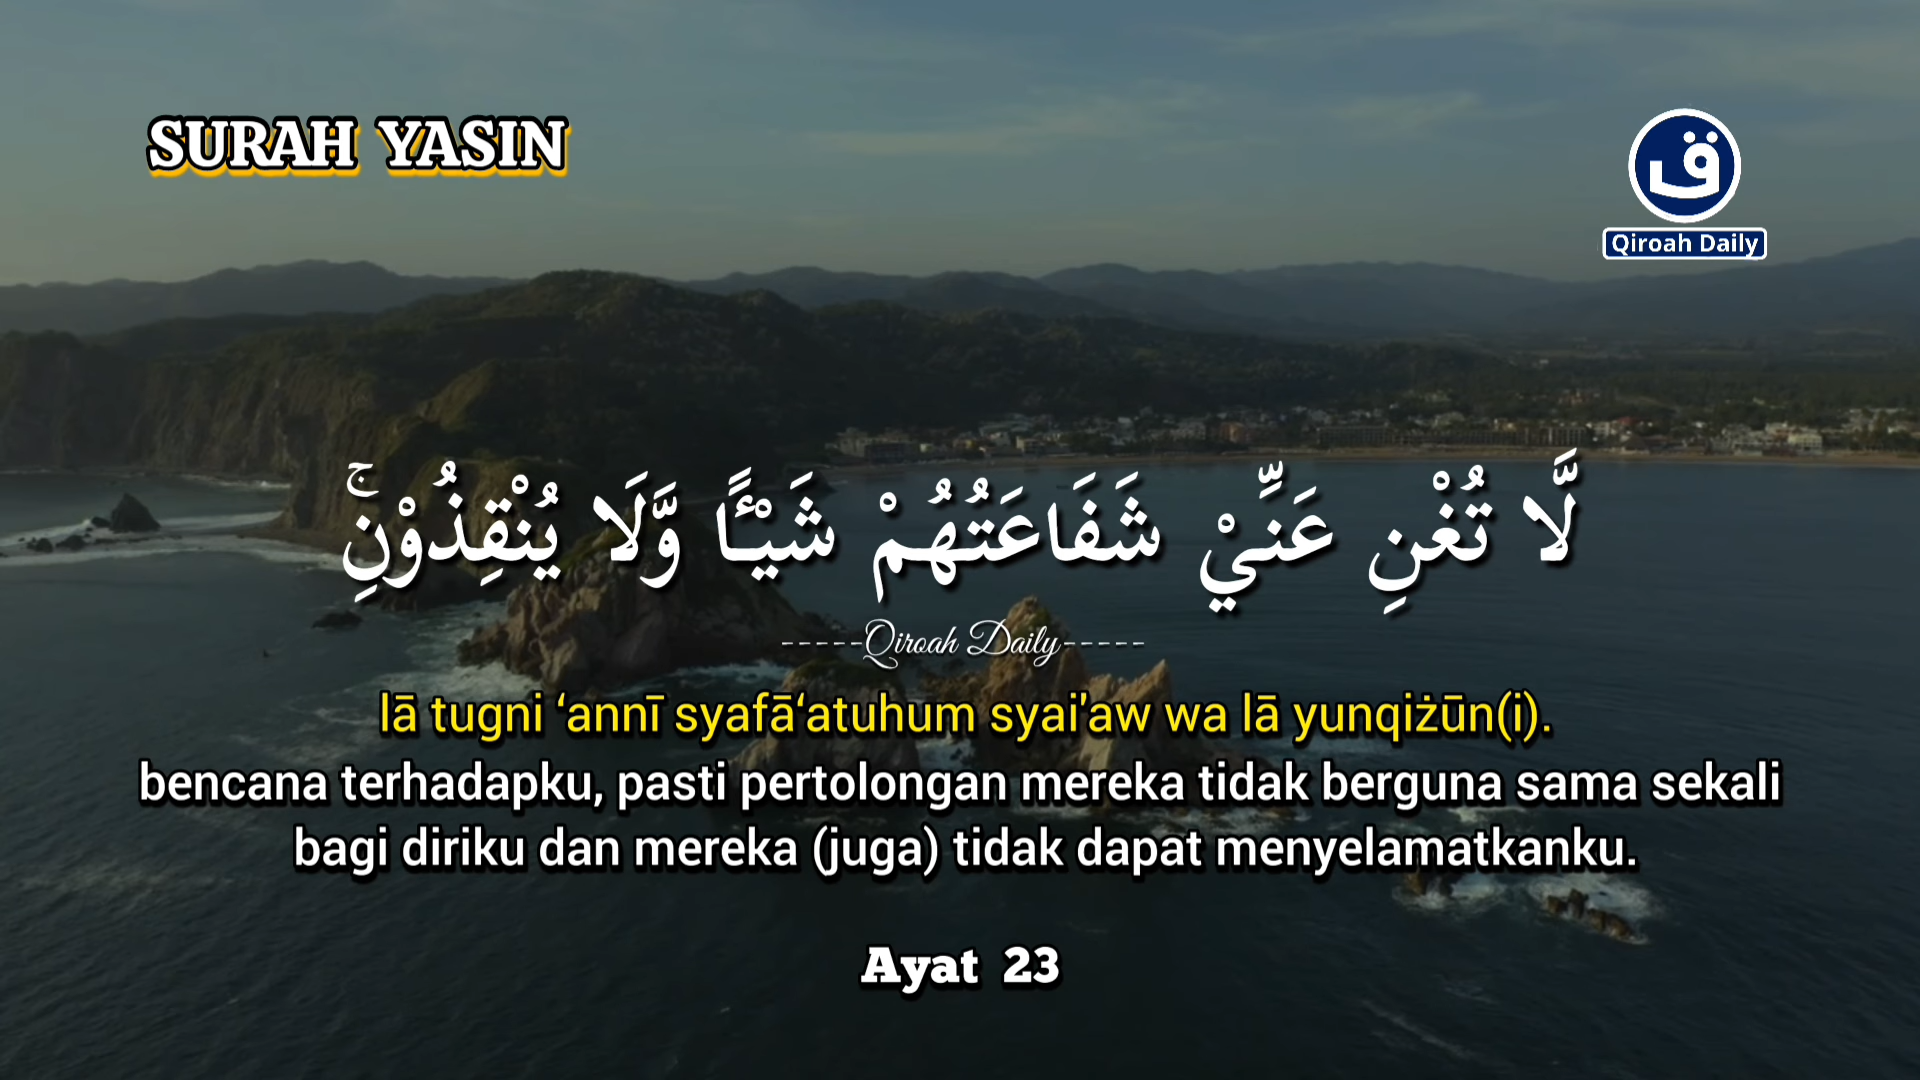 SURAH YASIN
ق
Qiroah Daily
لَّا تُغْنِ عَنِّيْ شَفَاعَتُهُمْ شَيْـًٔا وَّلَا يُنْقِذُوْنِۚ
-----Qiroah Daily-----
lā tugni ‘annī syafā‘atuhum syai'aw wa lā yunqiżūn(i).
bencana terhadapku, pasti pertolongan mereka tidak berguna sama sekali
bagi diriku dan mereka (juga) tidak dapat menyelamatkanku.
Ayat 23